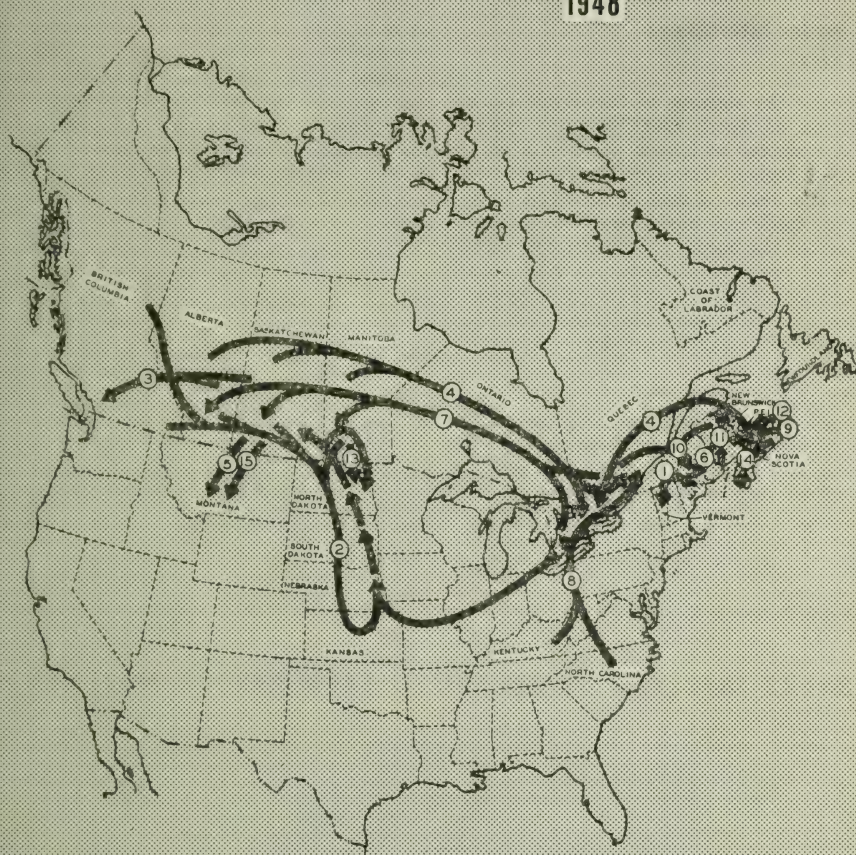 1948
BRITISH
COLUMBIA
ALBERTA
SASKATCHEWAN
MANITOBA
ONTARIO
QUEBEC
COAST
OF
LABRADOR
NEW
BRUNSWICK
P.E.I.
12
9
NOVA
SCOTIA
3
4
7
4
10
11
6
1
14
5
15
13
MONTANA
NORTH
DAKOTA
VERMONT
SOUTH
DAKOTA
2
NEBRASKA
8
KANSAS
KENTUCKY
NORTH CAROLINA